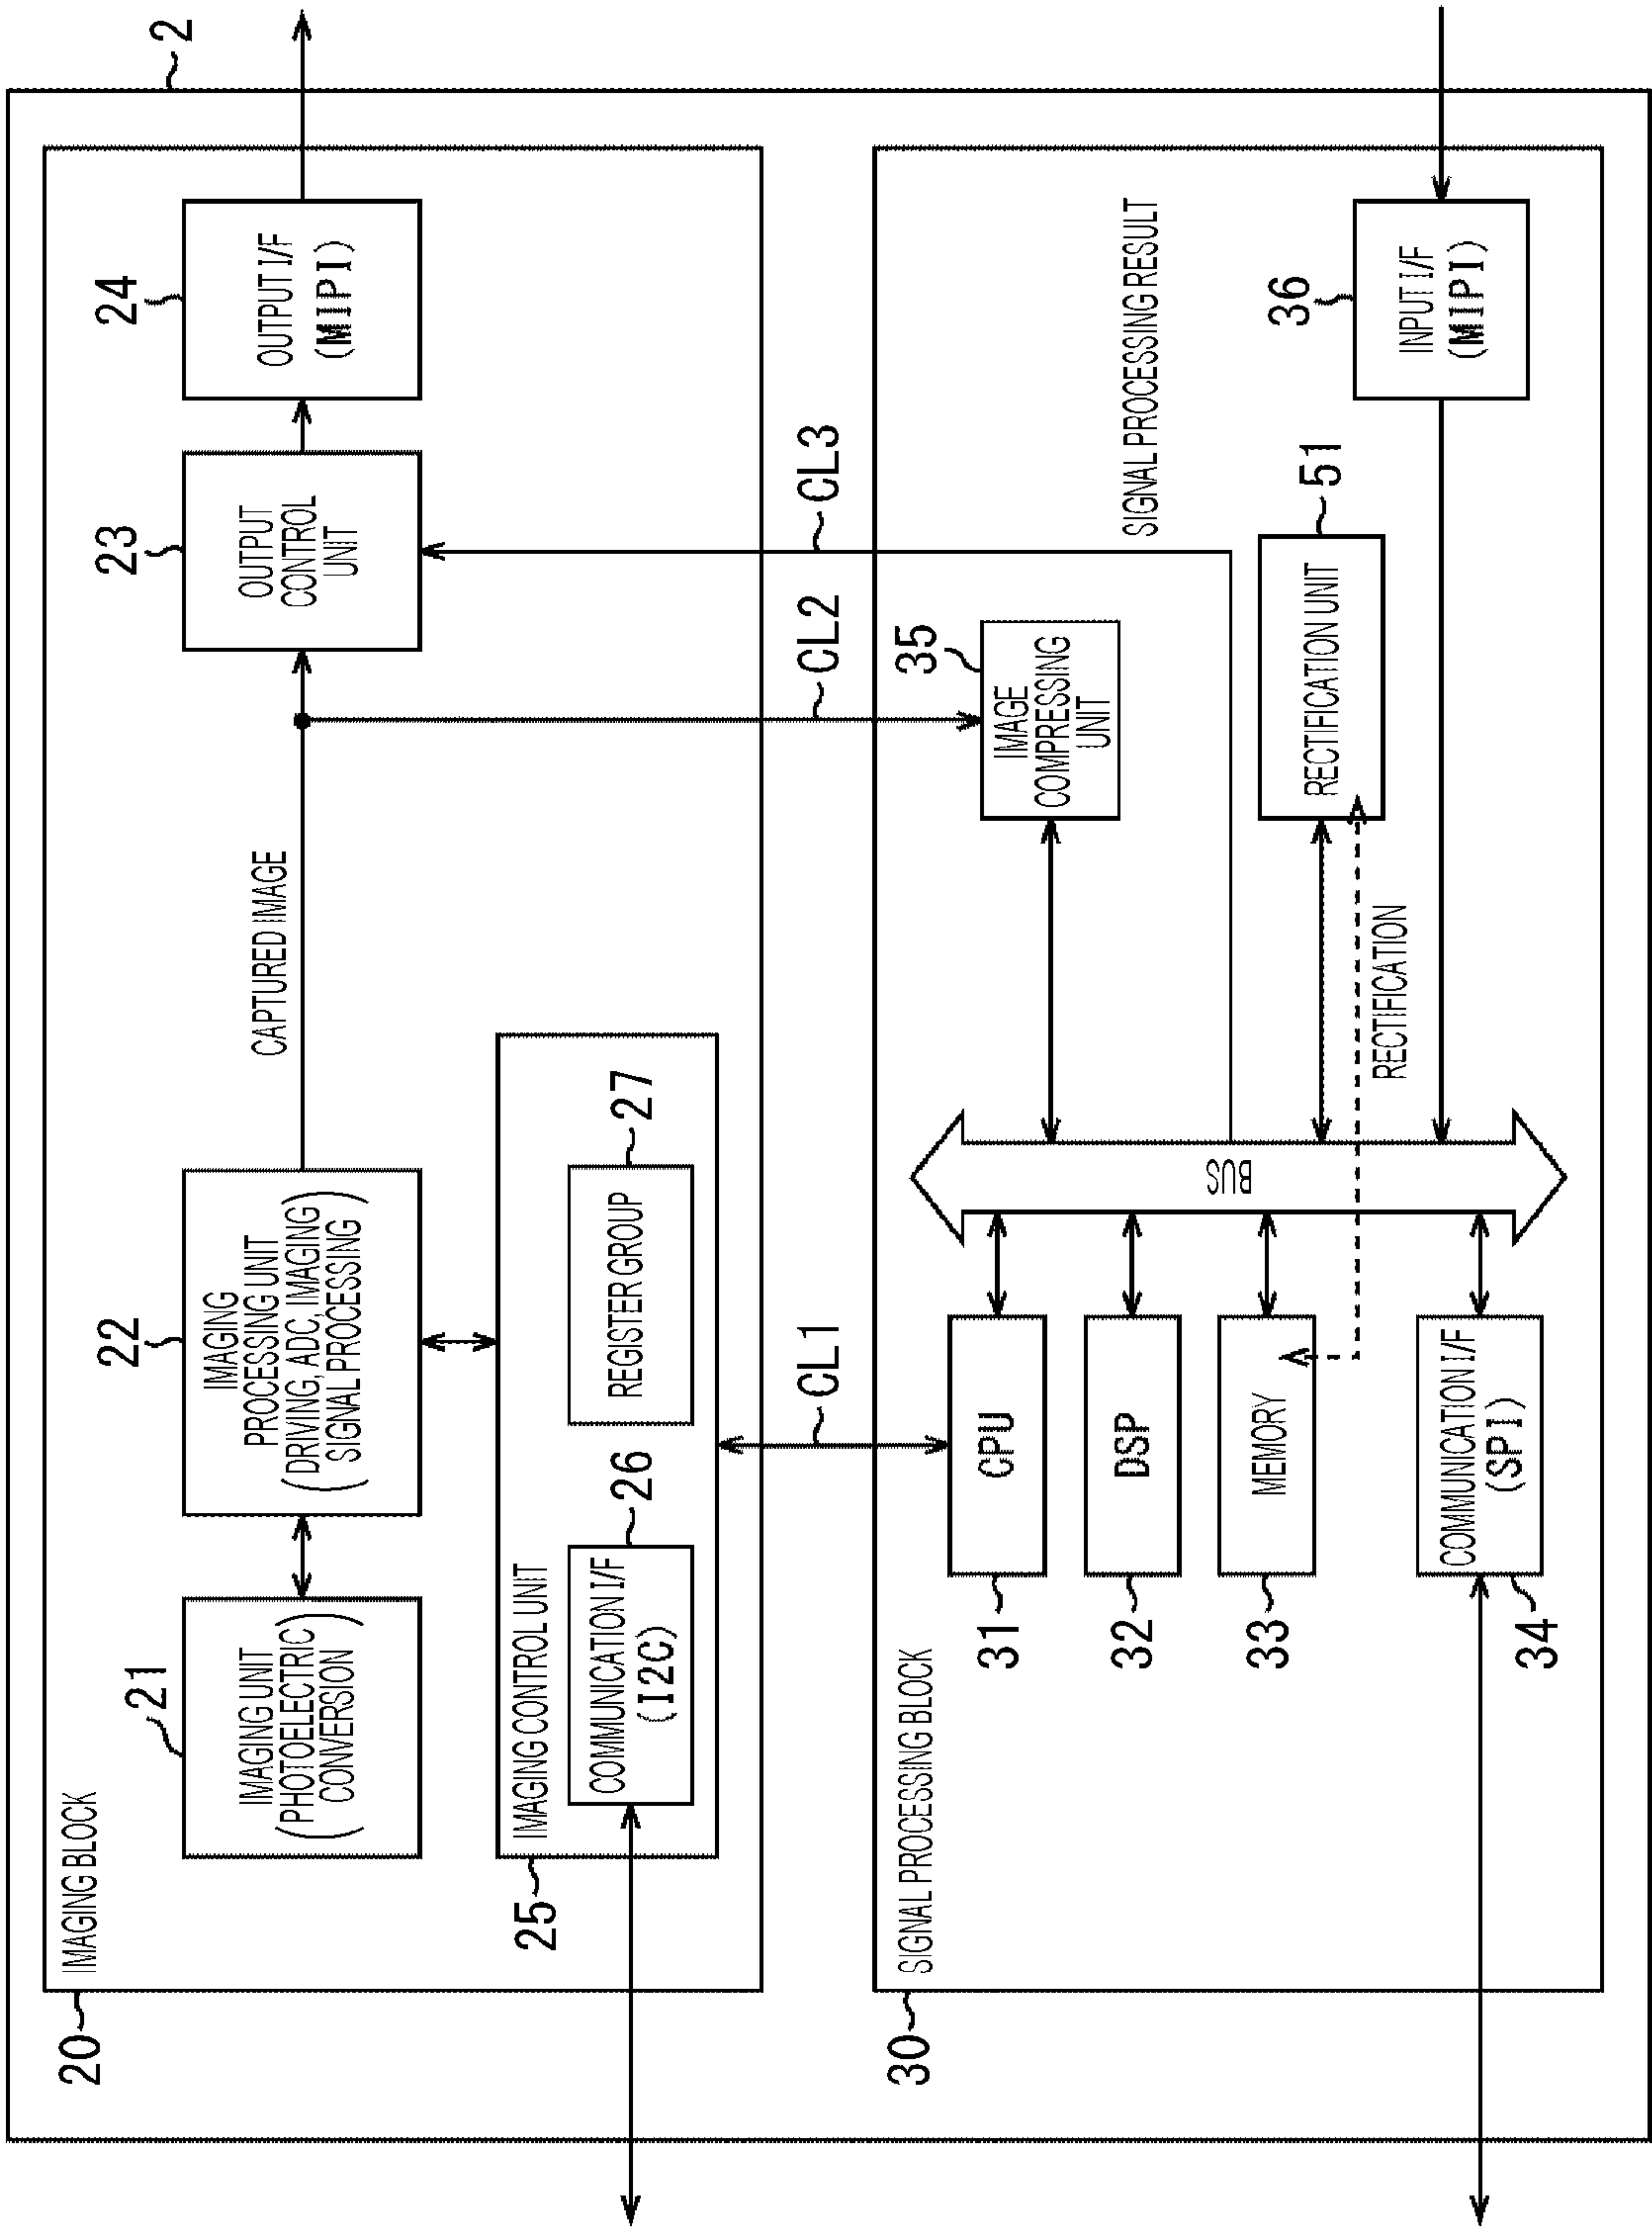 2
20
IMAGING BLOCK
21
IMAGING UNIT
(PHOTOELECTRIC
CONVERSION)
22
IMAGING
PROCESSING UNIT
(DRIVING, ADC, IMAGING
SIGNAL PROCESSING)
CAPTURED IMAGE
23
OUTPUT
CONTROL
UNIT
24
OUTPUT I/F
(MIPI)
25
IMAGING CONTROL UNIT
26
COMMUNICATION I/F
(I2C)
27
REGISTER GROUP
CL1
CL2
CL3
30
SIGNAL PROCESSING BLOCK
31
CPU
32
DSP
33
MEMORY
34
COMMUNICATION I/F
(SPI)
BUS
35
IMAGE
COMPRESSING
UNIT
SIGNAL PROCESSING RESULT
51
RECTIFICATION UNIT
RECTIFICATION
36
INPUT I/F
(MIPI)